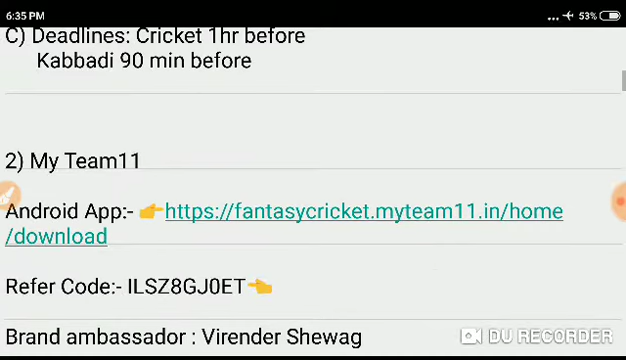 6:35 PM
... 53%
C) Deadlines: Cricket 1hr before
Kabbadi 90 min before
2) My Team11
Android App:- 👉https://fantasycricket.myteam11.in/home
/download
Refer Code:- ILSZ8GJ0ET👈
Brand ambassador : Virender Shewag
DU RECORDER